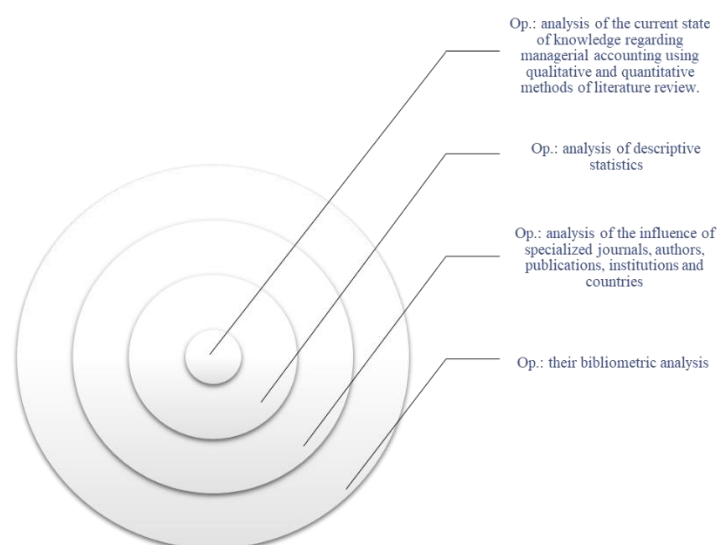 Op.: analysis of the current state
of knowledge regarding
managerial accounting using
qualitative and quantitative
methods of literature review.
Op.: analysis of descriptive
statistics
Op.: analysis of the influence of
specialized journals, authors,
publications, institutions and
countries
Op.: their bibliometric analysis